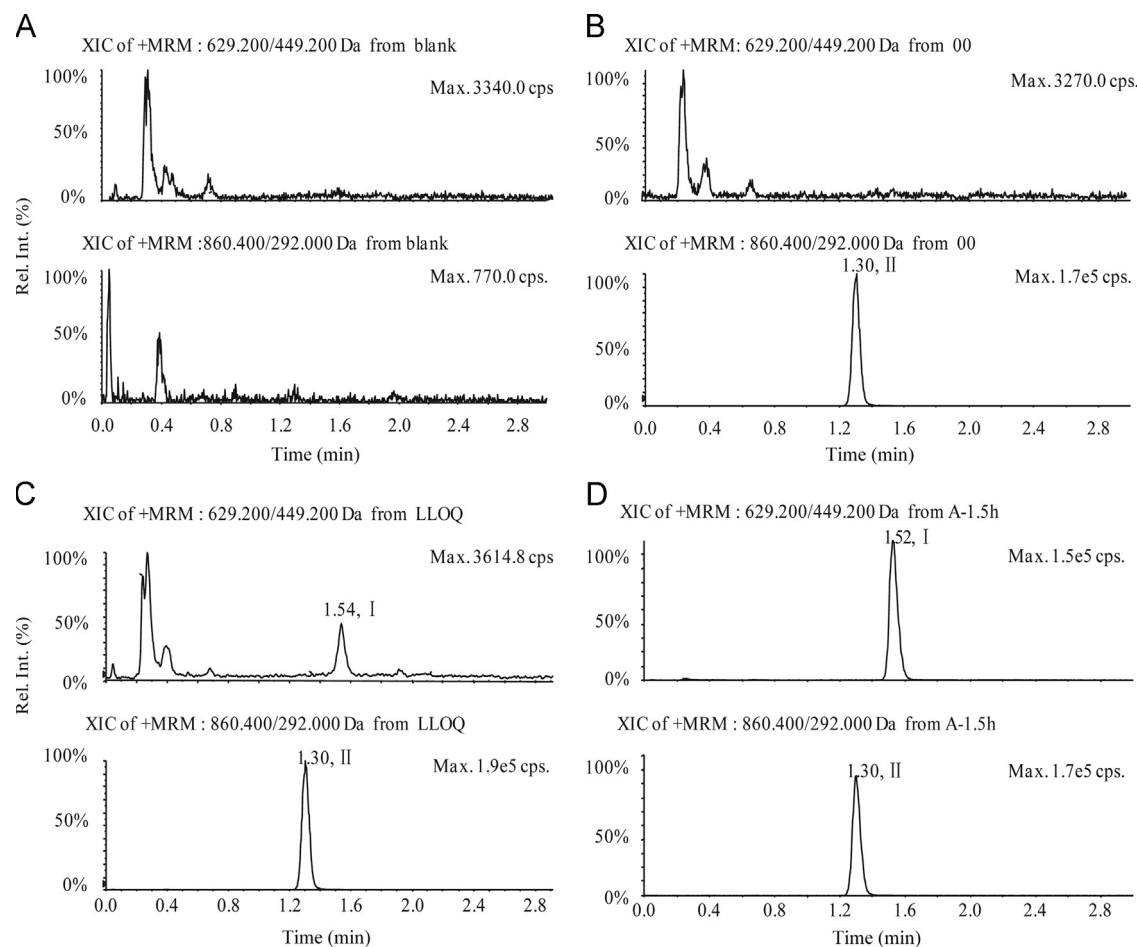 A
XIC of +MRM : 629.200/449.200 Da from blank
Max. 3340.0 cps
100%
50%
0%
XIC of +MRM :860.400/292.000 Da from blank
Max. 770.0 cps.
100%
50%
0%
0.0 0.4 0.8 1.2 1.6 2.0 2.4 2.8
Time (min)
Rel. Int. (%)
B
XIC of +MRM: 629.200/449.200 Da from 00
Max. 3270.0 cps.
100%
50%
0%
XIC of +MRM : 860.400/292.000 Da from 00
1.30, Ⅱ
Max. 1.7e5 cps.
100%
50%
0%
0.0 0.4 0.8 1.2 1.6 2.0 2.4 2.8
Time (min)
C
XIC of +MRM : 629.200/449.200 Da from LLOQ
Max. 3614.8 cps
100%
1.54, Ⅰ
50%
0%
XIC of +MRM : 860.400/292.000 Da from LLOQ
1.30, Ⅱ
Max. 1.9e5 cps.
100%
50%
0%
0.0 0.4 0.8 1.2 1.6 2.0 2.4 2.8
Time (min)
Rel. Int. (%)
D
XIC of +MRM : 629.200/449.200 Da from A-1.5h
1.52, Ⅰ
Max. 1.5e5 cps.
100%
50%
0%
XIC of +MRM : 860.400/292.000 Da from A-1.5h
1.30, Ⅱ
Max. 1.7e5 cps.
100%
50%
0%
0.0 0.4 0.8 1.2 1.6 2.0 2.4 2.8
Time (min)